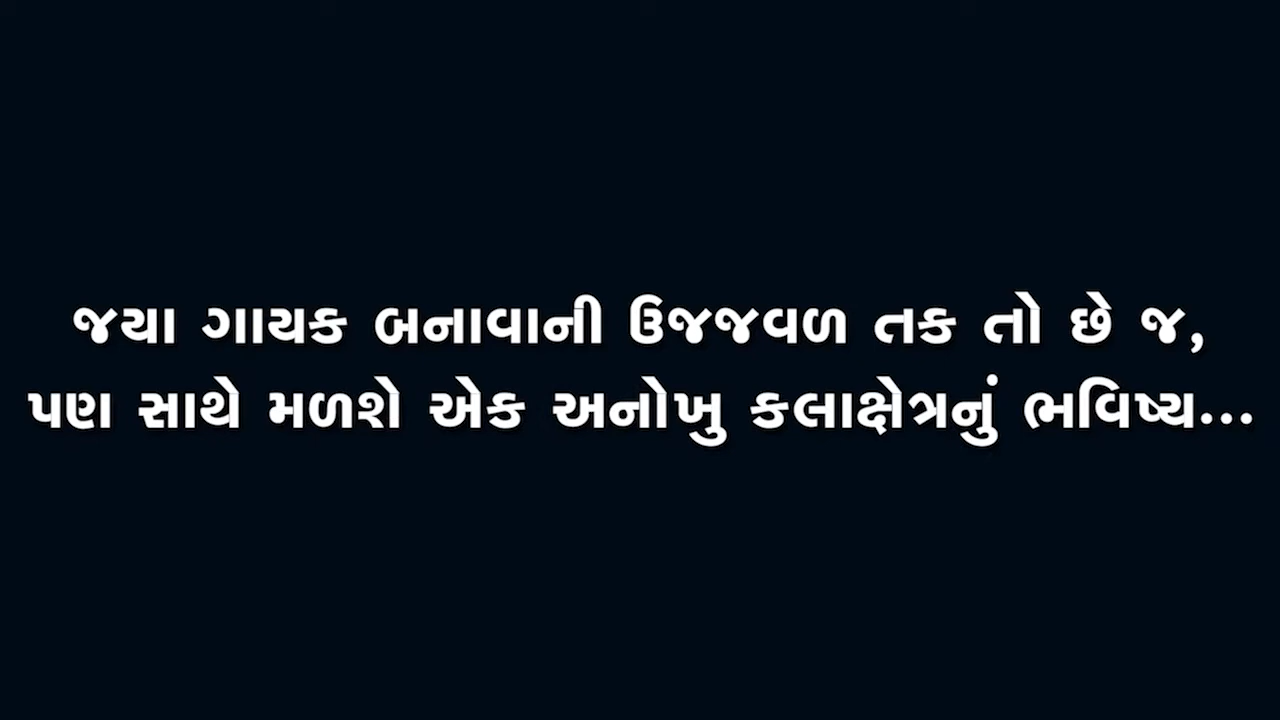 જયા ગાયક બનાવાની ઉજજવળ તક તો છે જ,
પણ સાથે મળશે એક અનોખુ કલાક્ષેત્રનું ભવિષ્ય...